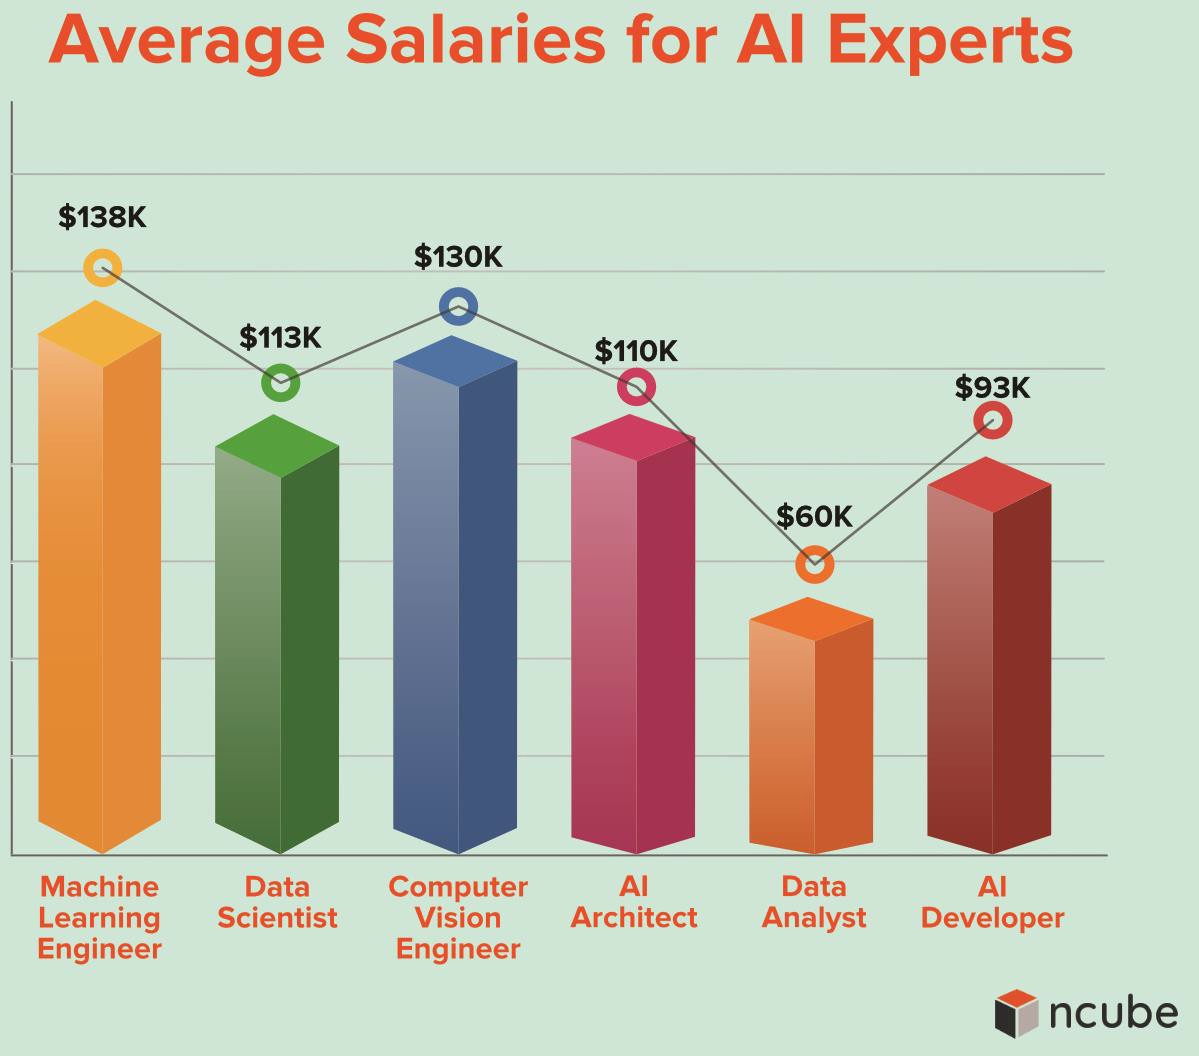 Average Salaries for AI Experts
$138K
$113K
$130K
$110K
$60K
$93K
Machine
Learning
Engineer
Data
Scientist
Computer
Vision
Engineer
AI
Architect
Data
Analyst
AI
Developer
ncube